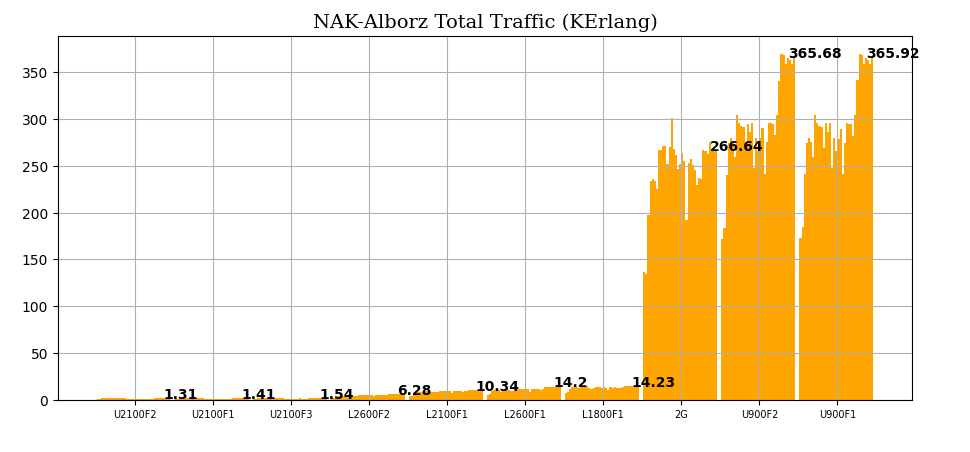 NAK-Alborz Total Traffic (KErlang)
350
300
250
200
150
100
50
0
1.31
1.41
1.54
6.28
10.34
14.2
14.23
266.64
365.68
365.92
U2100F2
U2100F1
U2100F3
L2600F2
L2100F1
L2600F1
L1800F1
2G
U900F2
U900F1